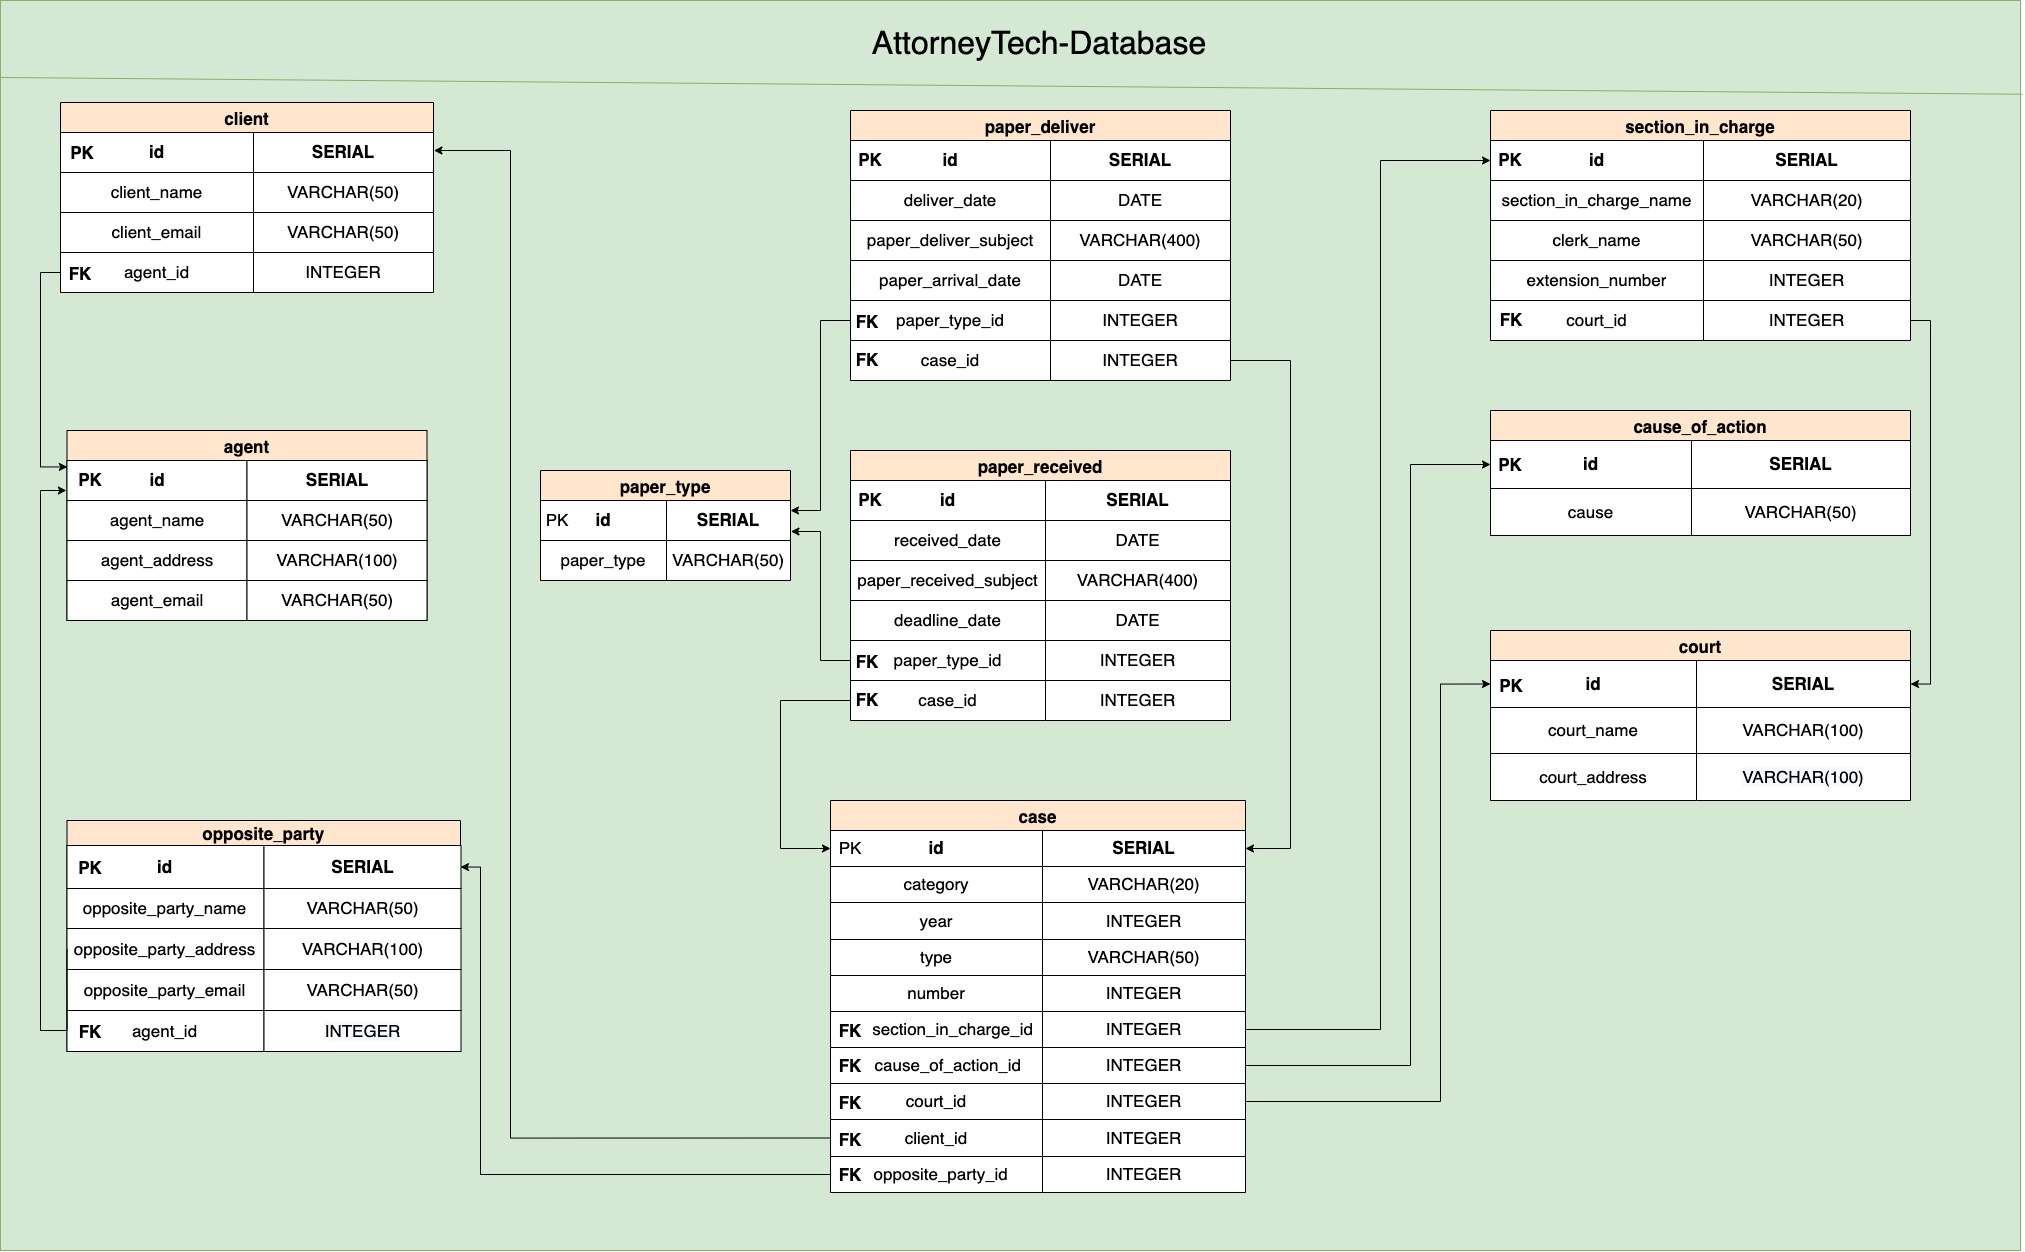 AttorneyTech-Database
client
PK id SERIAL
client_name VARCHAR(50)
client_email VARCHAR(50)
FK agent_id INTEGER
agent
PK id SERIAL
agent_name VARCHAR(50)
agent_address VARCHAR(100)
agent_email VARCHAR(50)
opposite_party
PK id SERIAL
opposite_party_name VARCHAR(50)
opposite_party_address VARCHAR(100)
opposite_party_email VARCHAR(50)
FK agent_id INTEGER
paper_type
PK id SERIAL
paper_type VARCHAR(50)
paper_deliver
PK id SERIAL
deliver_date DATE
paper_deliver_subject VARCHAR(400)
paper_arrival_date DATE
FK paper_type_id INTEGER
FK case_id INTEGER
paper_received
PK id SERIAL
received_date DATE
paper_received_subject VARCHAR(400)
deadline_date DATE
FK paper_type_id INTEGER
FK case_id INTEGER
case
PK id SERIAL
category VARCHAR(20)
year INTEGER
type VARCHAR(50)
number INTEGER
FK section_in_charge_id INTEGER
FK cause_of_action_id INTEGER
FK court_id INTEGER
FK client_id INTEGER
FK opposite_party_id INTEGER
section_in_charge
PK id SERIAL
section_in_charge_name VARCHAR(20)
clerk_name VARCHAR(50)
extension_number INTEGER
FK court_id INTEGER
cause_of_action
PK id SERIAL
cause VARCHAR(50)
court
PK id SERIAL
court_name VARCHAR(100)
court_address VARCHAR(100)